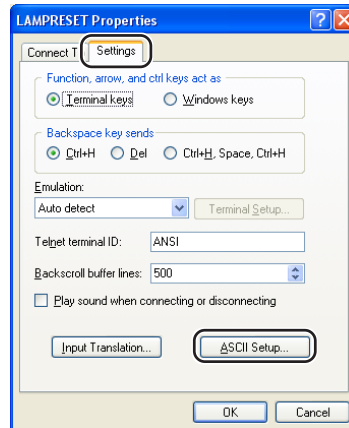 LAMPRESET Properties
Connect T
Settings
Function, arrow, and ctrl keys act as
Terminal keys
Windows keys
Backspace key sends
Ctrl+H
Del
Ctrl+H, Space, Ctrl+H
Emulation:
Auto detect
Terminal Setup...
Telnet terminal ID:
ANSI
Backscroll buffer lines:
500
Play sound when connecting or disconnecting
Input Translation...
ASCII Setup...
OK
Cancel